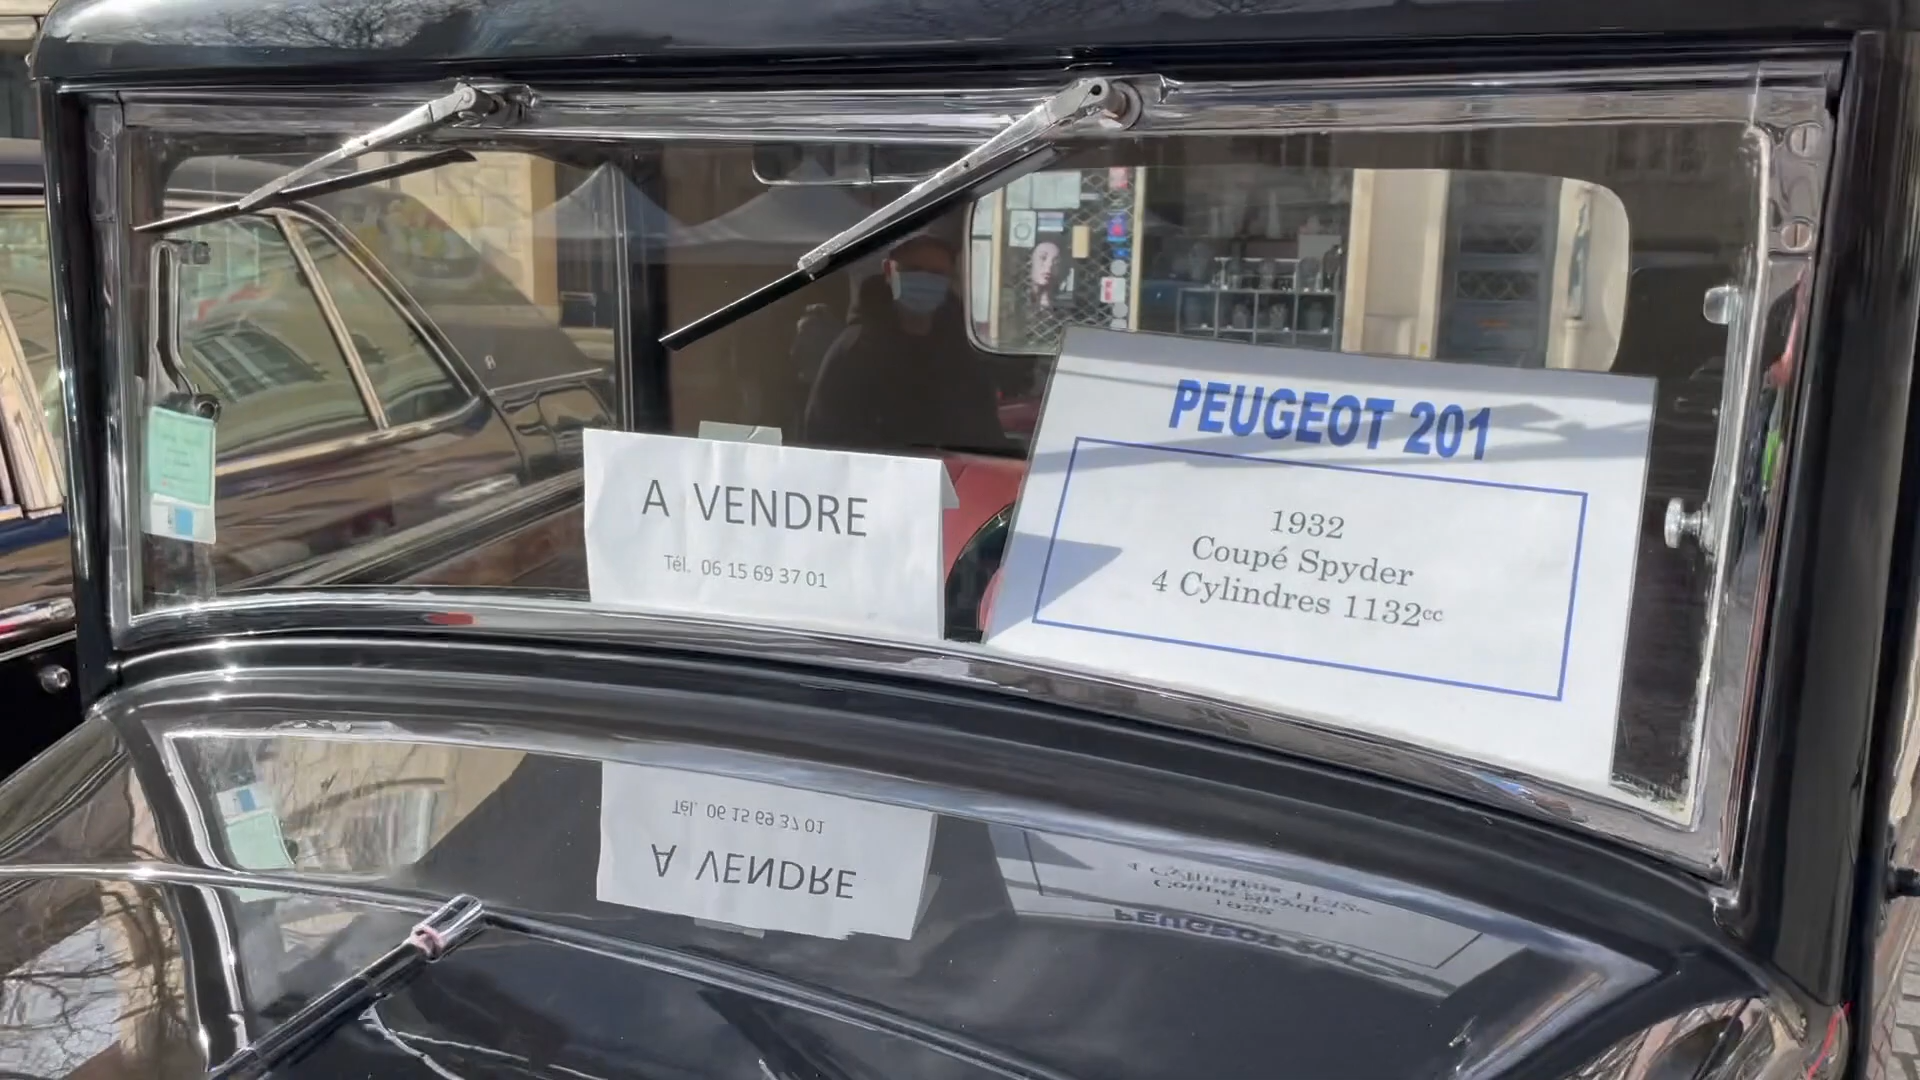 A VENDRE
Tél. 06 15 69 37 01
PEUGEOT 201
1932
Coupé Spyder
4 Cylindres 1132cc